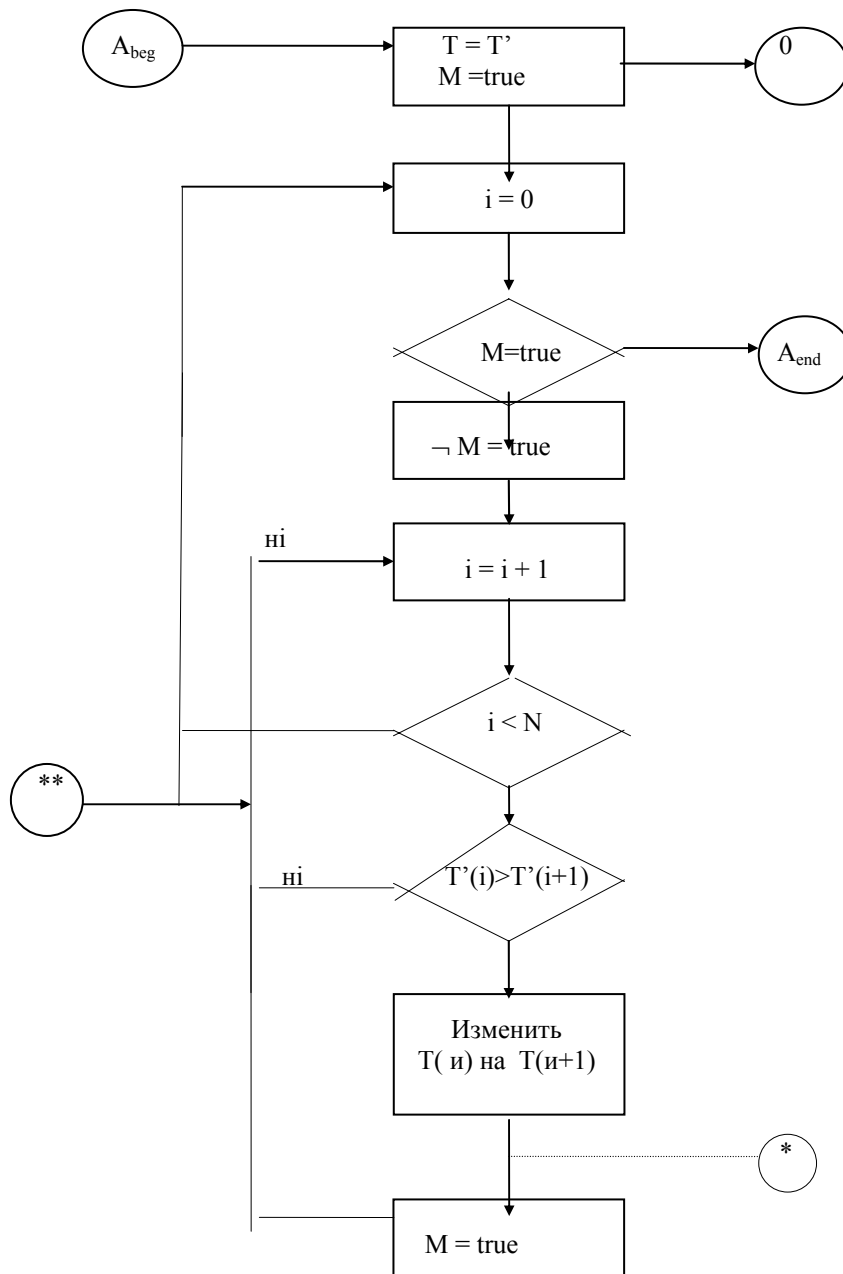 A_beg
T = T’
M =true
0
i = 0
M=true
A_end
¬ M = true
ні
i = i + 1
i < N
**
ні
T’(i)>T’(i+1)
Изменить
T( и) на T(и+1)
*
M = true